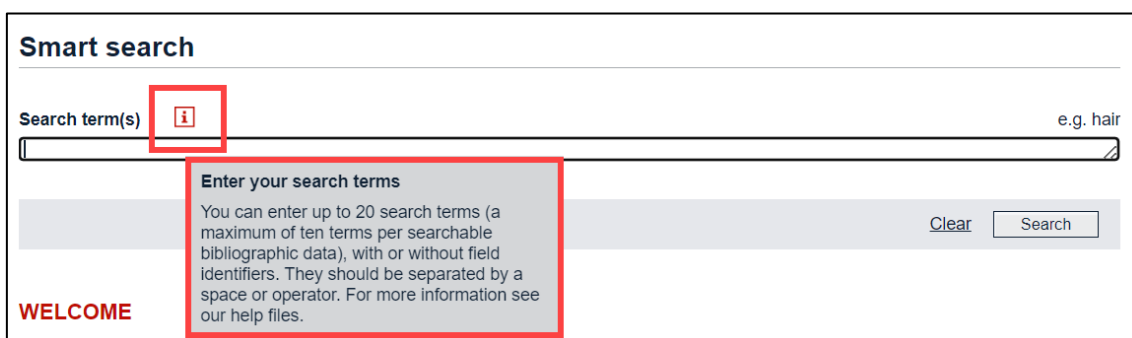 Smart search
Search term(s) i e.g. hair
Enter your search terms
You can enter up to 20 search terms (a
maximum of ten terms per searchable
bibliographic data), with or without field
identifiers. They should be separated by a
space or operator. For more information see
our help files.
Clear Search
WELCOME